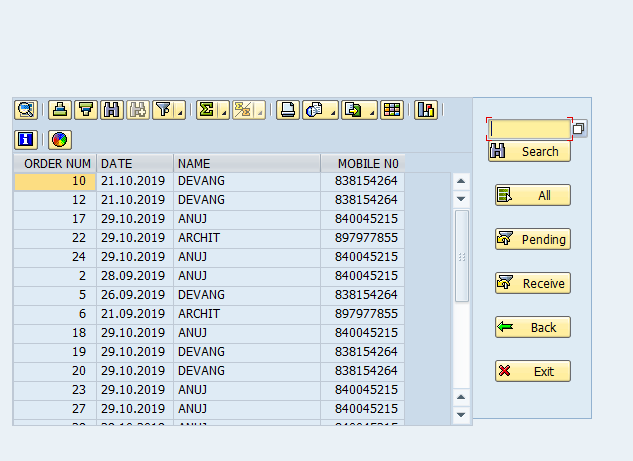 ORDER NUM DATE NAME MOBILE N0
10 21.10.2019 DEVANG 838154264
12 21.10.2019 DEVANG 838154264
17 29.10.2019 ANUJ 840045215
22 29.10.2019 ARCHIT 897977855
24 29.10.2019 ANUJ 840045215
2 28.09.2019 ANUJ 840045215
5 26.09.2019 DEVANG 838154264
6 21.09.2019 ARCHIT 897977855
18 29.10.2019 ANUJ 840045215
19 29.10.2019 DEVANG 838154264
20 29.10.2019 DEVANG 838154264
23 29.10.2019 ANUJ 840045215
27 29.10.2019 ANUJ 840045215
Search
All
Pending
Receive
Back
Exit